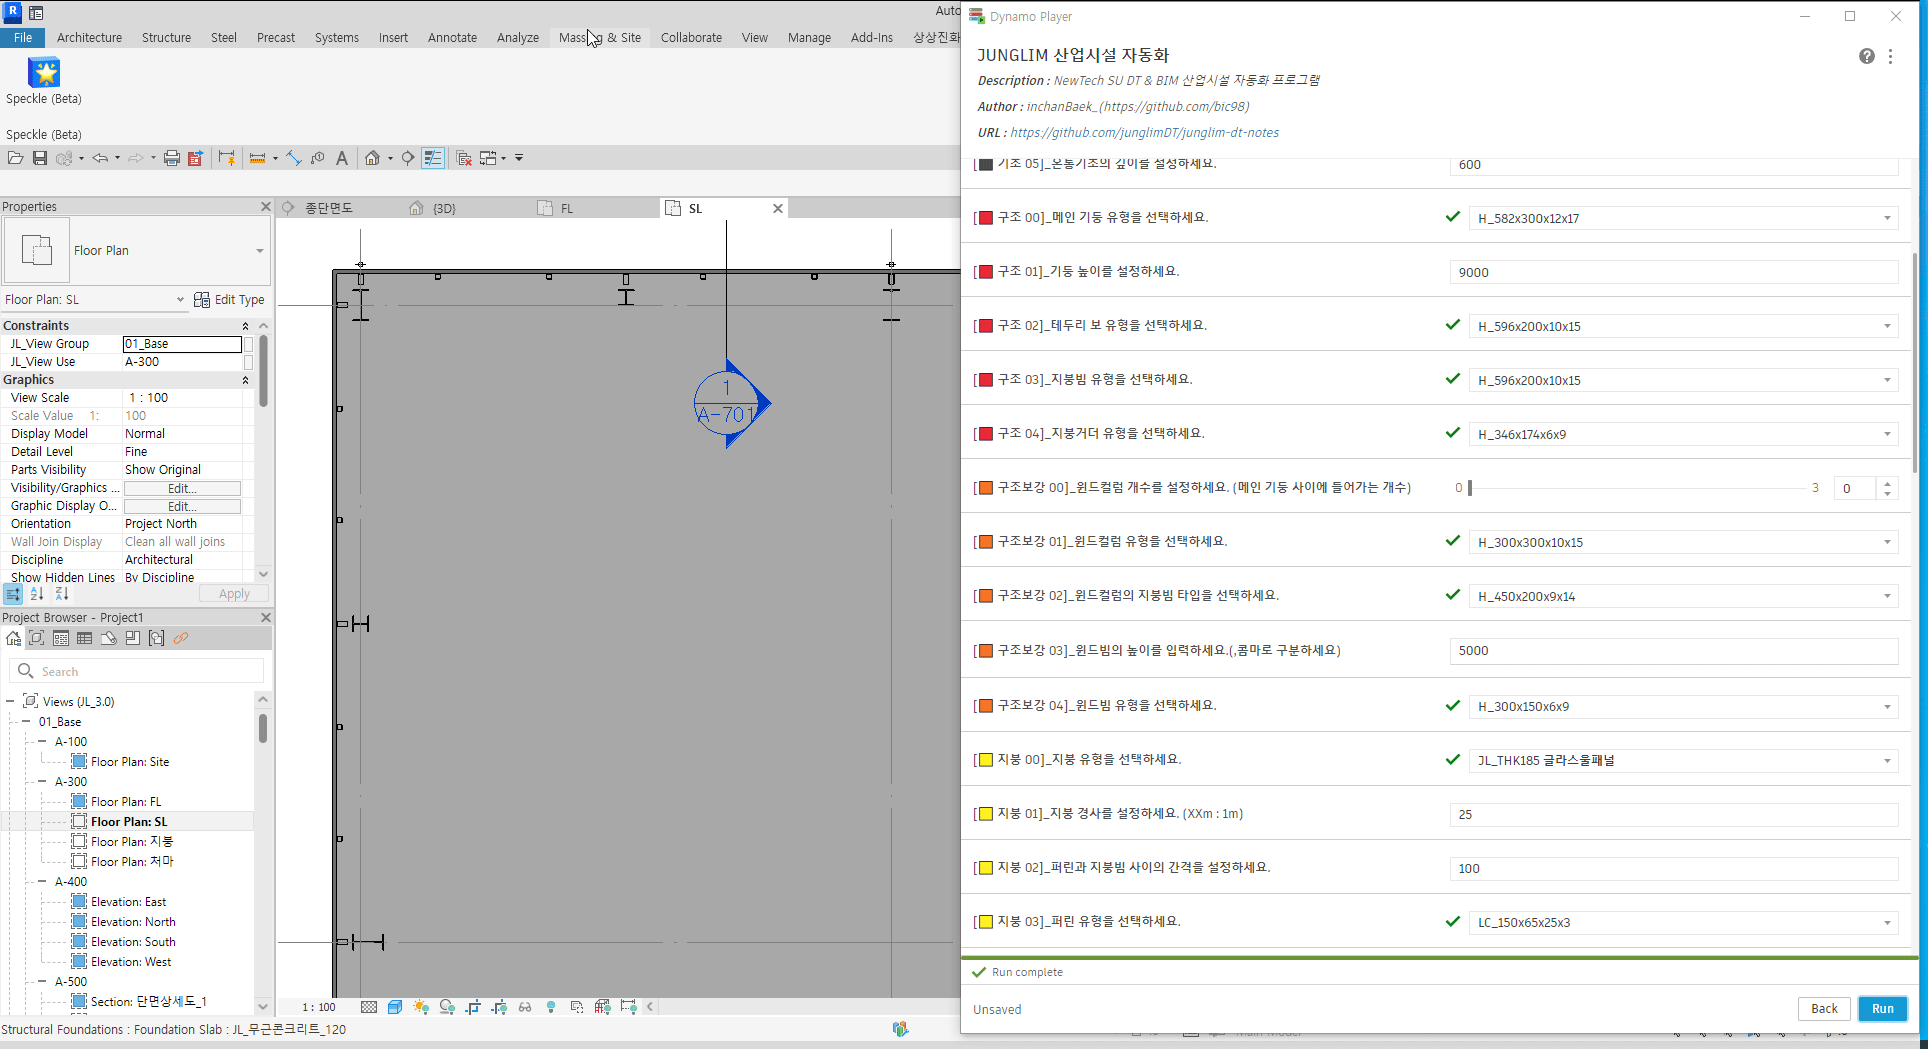 R
Auto
File
Architecture
Structure
Steel
Precast
Systems
Insert
Annotate
Analyze
Massing & Site
Collaborate
View
Manage
Add-Ins
상상진화
Speckle (Beta)
Speckle (Beta)
종단면도
{3D}
FL
SL
Properties
Floor Plan
Floor Plan: SL
Edit Type
Constraints
JL_View Group 01_Base
JL_View Use A-300
Graphics
View Scale 1 : 100
Scale Value 1: 100
Display Model Normal
Detail Level Fine
Parts Visibility Show Original
Visibility/Graphics ... Edit...
Graphic Display O... Edit...
Orientation Project North
Wall Join Display Clean all wall joins
Discipline Architectural
Show Hidden Lines By Discipline
Apply
Project Browser - Project1
Search
Views (JL_3.0)
01_Base
A-100
Floor Plan: Site
A-300
Floor Plan: FL
Floor Plan: SL
Floor Plan: 지붕
Floor Plan: 처마
A-400
Elevation: East
Elevation: North
Elevation: South
Elevation: West
A-500
Section: 단면상세도_1
1
A-701
1 : 100
Structural Foundations : Foundation Slab : JL_무근콘크리트_120
Main Model
Dynamo Player
JUNGLIM 산업시설 자동화
Description : NewTech SU DT & BIM 산업시설 자동화 프로그램
Author : inchanBaek_(https://github.com/bic98)
URL : https://github.com/junglimDT/junglim-dt-notes
기초 05]_온통기초의 깊이를 설정하세요. 600
[ 구조 00]_메인 기둥 유형을 선택하세요. H_582x300x12x17
[ 구조 01]_기둥 높이를 설정하세요. 9000
[ 구조 02]_테두리 보 유형을 선택하세요. H_596x200x10x15
[ 구조 03]_지붕빔 유형을 선택하세요. H_596x200x10x15
[ 구조 04]_지붕거더 유형을 선택하세요. H_346x174x6x9
[ 구조보강 00]_윈드컬럼 개수를 설정하세요. (메인 기둥 사이에 들어가는 개수) 0 3 0
[ 구조보강 01]_윈드컬럼 유형을 선택하세요. H_300x300x10x15
[ 구조보강 02]_윈드컬럼의 지붕빔 타입을 선택하세요. H_450x200x9x14
[ 구조보강 03]_윈드빔의 높이를 입력하세요.(,콤마로 구분하세요) 5000
[ 구조보강 04]_윈드빔 유형을 선택하세요. H_300x150x6x9
[ 지붕 00]_지붕 유형을 선택하세요. JL_THK185 글라스울패널
[ 지붕 01]_지붕 경사를 설정하세요. (XXm : 1m) 25
[ 지붕 02]_퍼린과 지붕빔 사이의 간격을 설정하세요. 100
[ 지붕 03]_퍼린 유형을 선택하세요. LC_150x65x25x3
Run complete
Unsaved
Back
Run